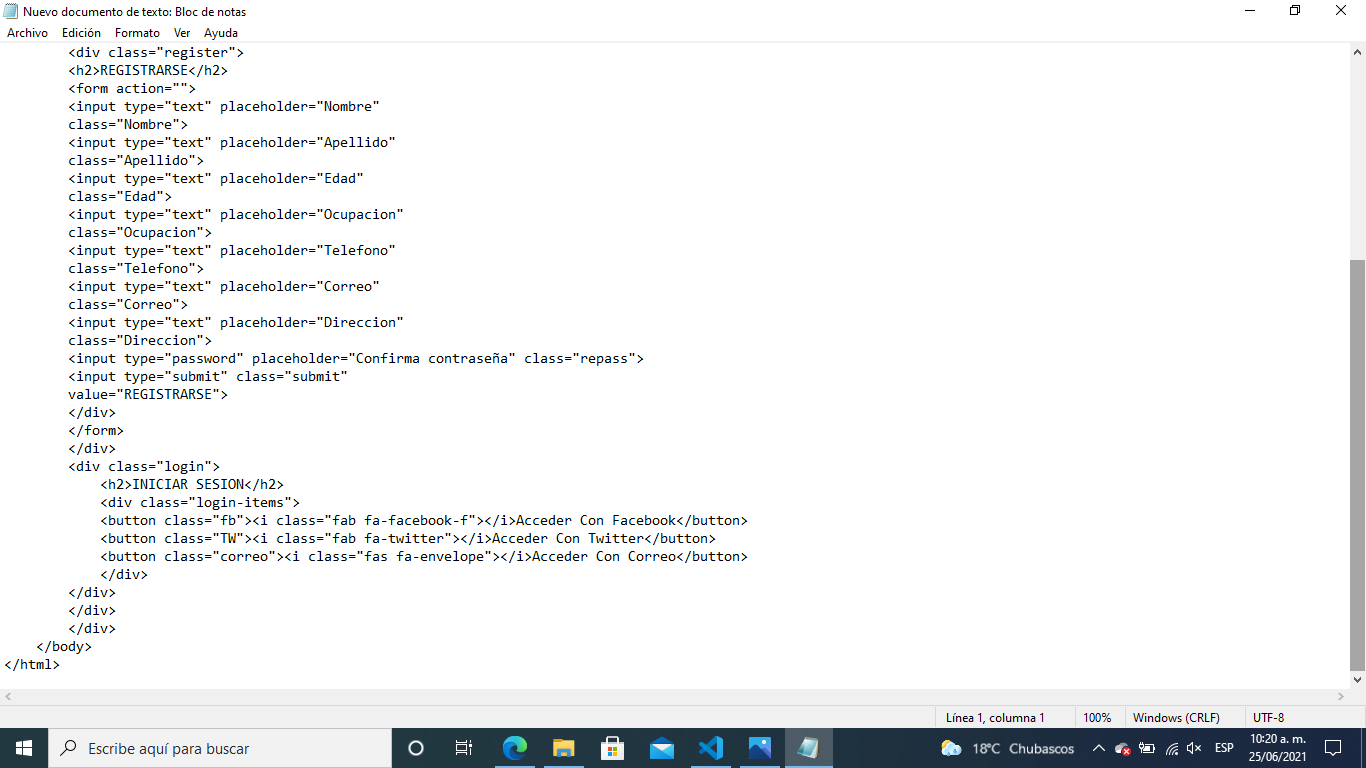 Nuevo documento de texto: Bloc de notas
Archivo Edición Formato Ver Ayuda
<div class="register">
<h2>REGISTRARSE</h2>
<form action="">
<input type="text" placeholder="Nombre"
class="Nombre">
<input type="text" placeholder="Apellido"
class="Apellido">
<input type="text" placeholder="Edad"
class="Edad">
<input type="text" placeholder="Ocupacion"
class="Ocupacion">
<input type="text" placeholder="Telefono"
class="Telefono">
<input type="text" placeholder="Correo"
class="Correo">
<input type="text" placeholder="Direccion"
class="Direccion">
<input type="password" placeholder="Confirma contraseña" class="repass">
<input type="submit" class="submit"
value="REGISTRARSE">
</div>
</form>
</div>
<div class="login">
<h2>INICIAR SESION</h2>
<div class="login-items">
<button class="fb"><i class="fab fa-facebook-f"></i>Acceder Con Facebook</button>
<button class="TW"><i class="fab fa-twitter"></i>Acceder Con Twitter</button>
<button class="correo"><i class="fas fa-envelope"></i>Acceder Con Correo</button>
</div>
</div>
</div>
</div>
</body>
</html>
Línea 1, columna 1 100% Windows (CRLF) UTF-8
Escribe aquí para buscar
18°C Chubascos ESP
10:20 a. m.
25/06/2021